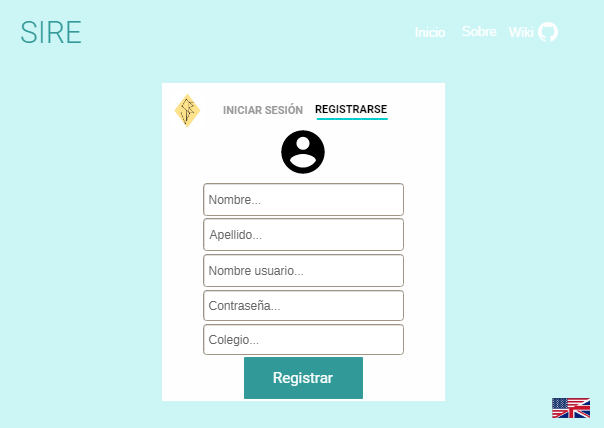 SIRE
Inicio Sobre Wiki
INICIAR SESIÓN REGISTRARSE
Nombre...
Apellido...
Nombre usuario...
Contraseña...
Colegio...
Registrar